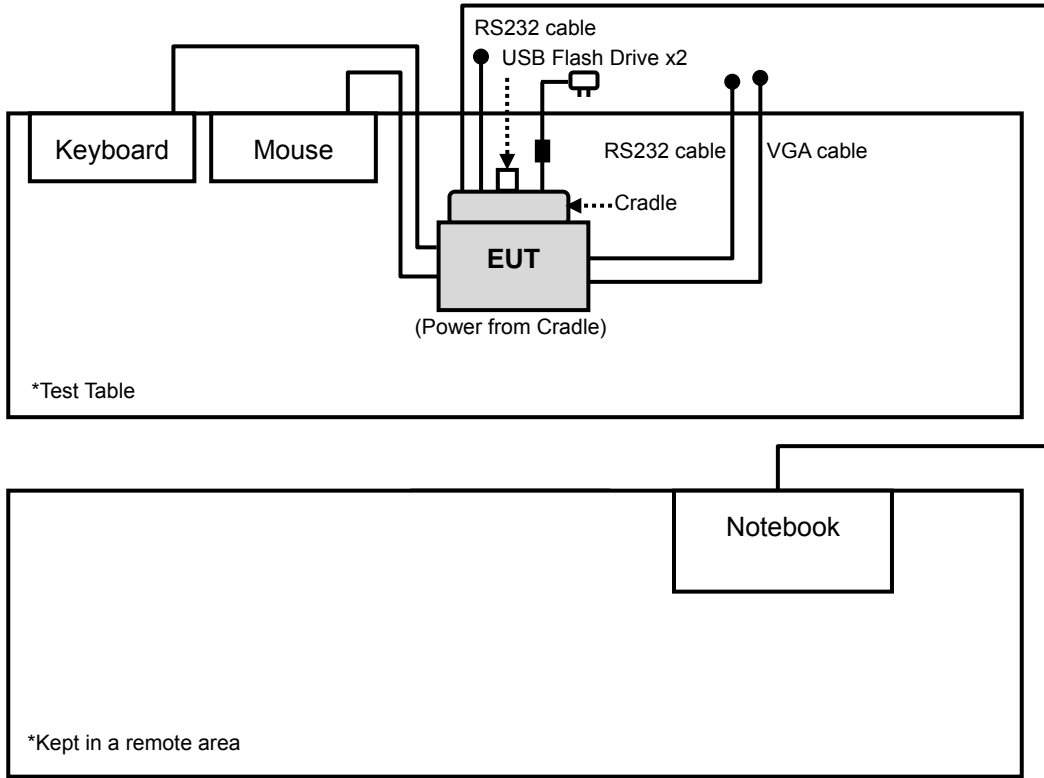 RS232 cable
USB Flash Drive x2
Keyboard
Mouse
RS232 cable
VGA cable
Cradle
EUT
(Power from Cradle)
*Test Table
Notebook
*Kept in a remote area